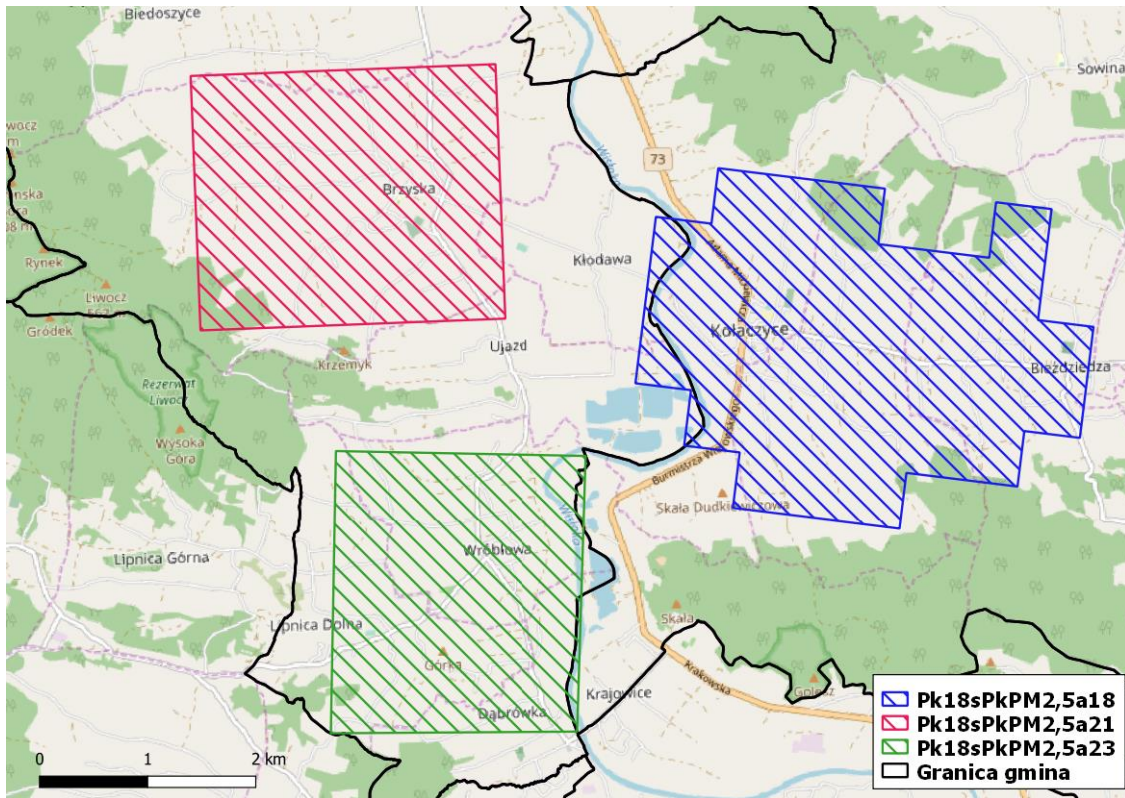 Biedoszyce
Sowina
73
Wisłoka
Brzyska
Rynek
Kłodawa
Liwocz
Gródek
Kołaczyce
Ujazd
Krzemyk
Bieździedza
Rezerwat
Liwocz
Wysoka
Góra
Skała Dudkiewiczowa
Wisłoka
Wróblowa
Lipnica Górna
Lipnica Dolna
Skała
Górka
Krajowice
Krakowska
Golesz
Dąbrówka
Pk18sPkPM2,5a18
Pk18sPkPM2,5a21
Pk18sPkPM2,5a23
Granica gmina
0 1 2 km